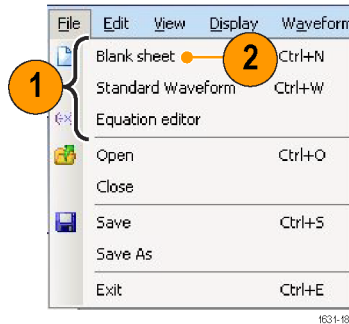 File Edit View Display Waveform
Blank sheet 2 Ctrl+N
1
Standard Waveform Ctrl+W
Equation editor
Open Ctrl+O
Close
Save Ctrl+S
Save As
Exit Ctrl+E
1631-18